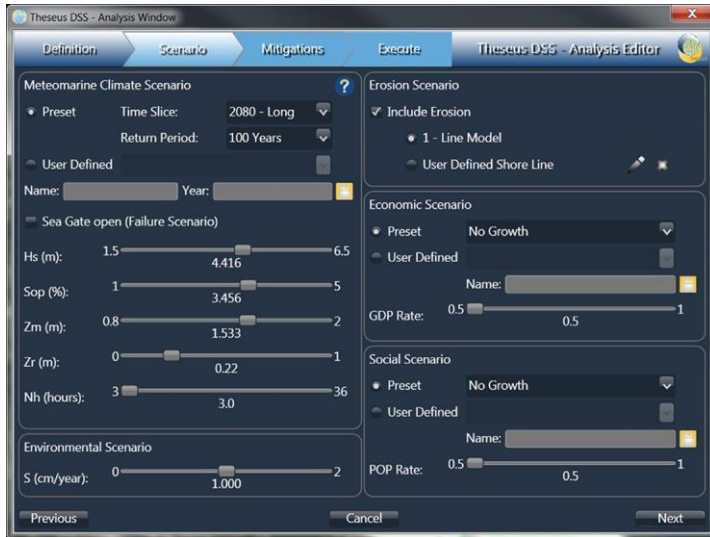 Theseus DSS - Analysis Window
Definition Scenario Mitigations Execute Theseus DSS - Analysis Editor
Meteomarine Climate Scenario ?
Preset Time Slice: 2080 - Long
Return Period: 100 Years
User Defined
Name: Year:
Sea Gate open (Failure Scenario)
Hs (m): 1.5 6.5
4.416
Sop (%): 1 5
3.456
Zm (m): 0.8 2
1.533
Zr (m): 0 1
0.22
Nh (hours): 3 36
3.0
Environmental Scenario
S (cm/year): 0 2
1.000
Erosion Scenario
Include Erosion
1 - Line Model
User Defined Shore Line
Economic Scenario
Preset No Growth
User Defined
Name:
GDP Rate: 0.5 1
0.5
Social Scenario
Preset No Growth
User Defined
Name:
POP Rate: 0.5 1
0.5
Previous Cancel Next